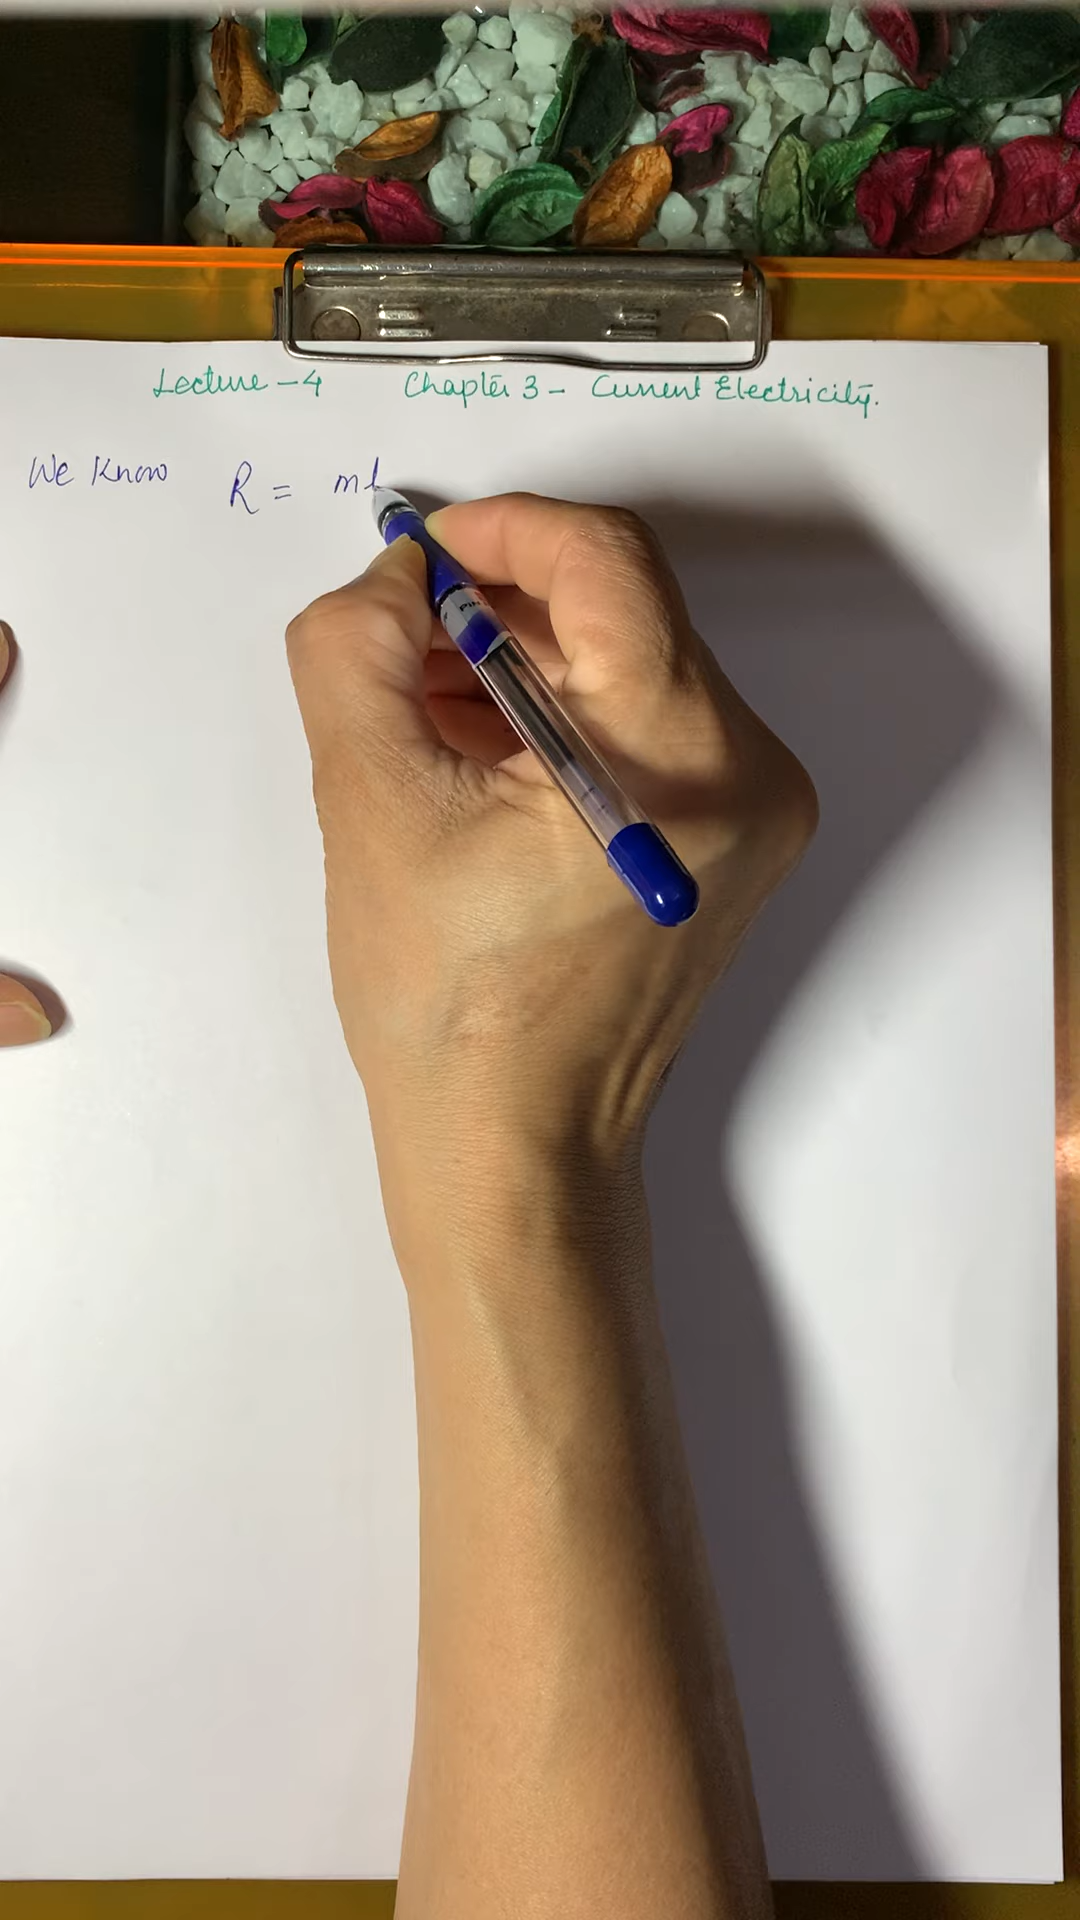 Lecture - 4 Chapter 3 - Current Electricity.
We Know R = ml